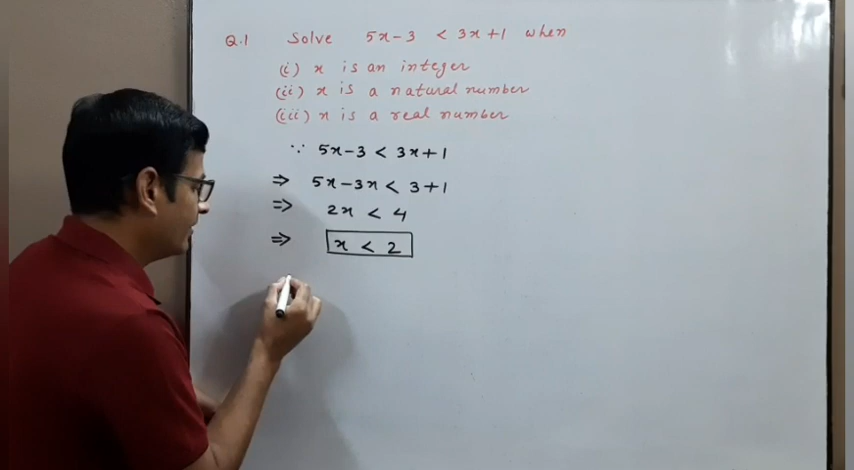 Q.1 Solve 5x-3 < 3x+1 when
(i) x is an integer
(ii) x is a natural number
(iii) x is a real number
∵ 5x-3 < 3x+1
⇒ 5x-3x < 3+1
⇒ 2x < 4
⇒ x < 2